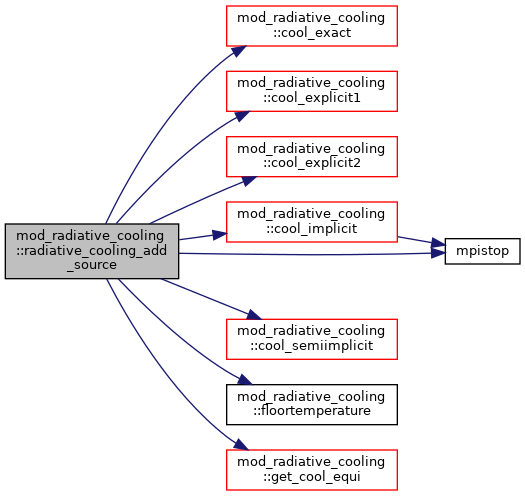 mod_radiative_cooling
::cool_exact
mod_radiative_cooling
::cool_explicit1
mod_radiative_cooling
::cool_explicit2
mod_radiative_cooling
::cool_implicit
mod_radiative_cooling
::radiative_cooling_add
_source
mpistop
mod_radiative_cooling
::cool_semiimplicit
mod_radiative_cooling
::floortemperature
mod_radiative_cooling
::get_cool_equi